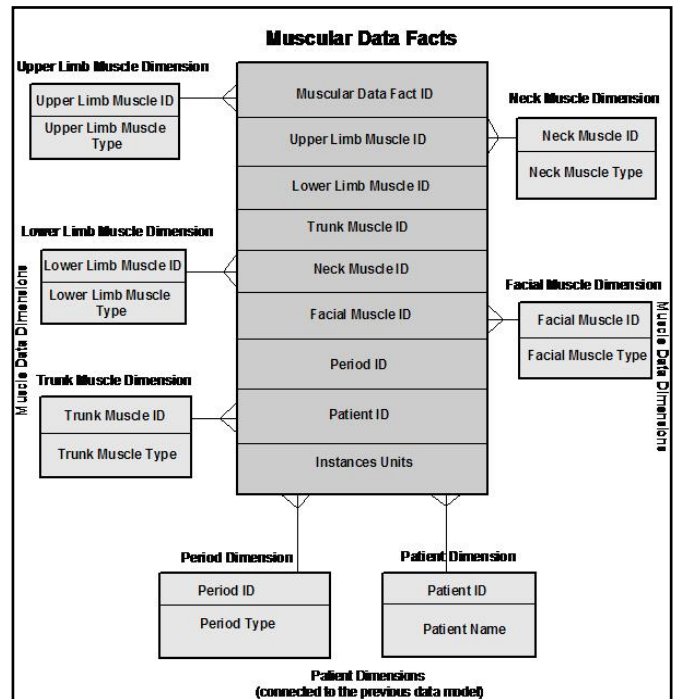 Muscular Data Facts
Upper Limb Muscle Dimension
Upper Limb Muscle ID
Upper Limb Muscle
Type
Lower Limb Muscle Dimension
Lower Limb Muscle ID
Lower Limb Muscle
Type
Trunk Muscle Dimension
Trunk Muscle ID
Trunk Muscle Type
Muscle Data Dimensions
Muscular Data Fact ID
Upper Limb Muscle ID
Lower Limb Muscle ID
Trunk Muscle ID
Neck Muscle ID
Facial Muscle ID
Period ID
Patient ID
Instances Units
Neck Muscle Dimension
Neck Muscle ID
Neck Muscle Type
Facial Muscle Dimension
Facial Muscle ID
Facial Muscle Type
Muscle Data Dimensions
Period Dimension
Period ID
Period Type
Patient Dimension
Patient ID
Patient Name
Patient Dimensions
(connected to the previous data model)